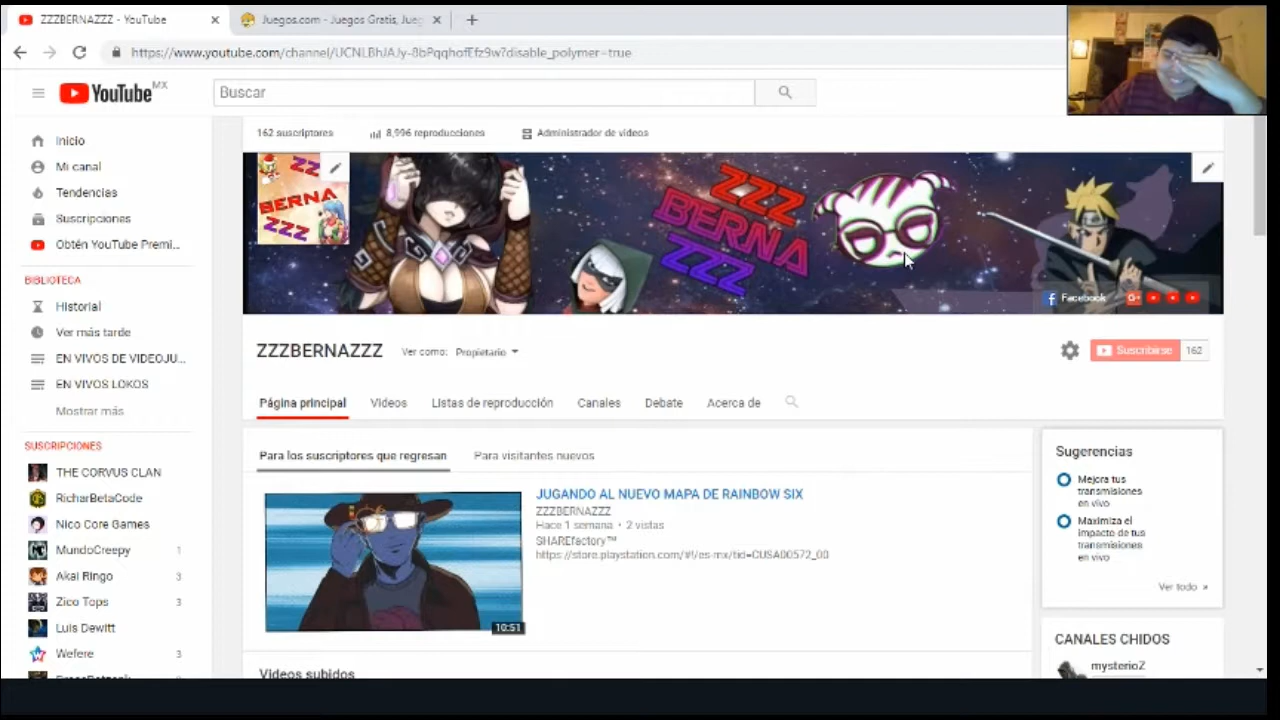 ZZZBERNAZZZ - YouTube
Juegos.com - Juegos Gratis, Jueg
https://www.youtube.com/channel/UCNLBhJAJy-8bPqqhofEfz9w?disable_polymer=true
YouTube MX
Buscar
162 suscriptores
8,996 reproducciones
Administrador de videos
Inicio
Mi canal
Tendencias
Suscripciones
Obtén YouTube Premi...
BIBLIOTECA
Historial
Ver más tarde
EN VIVOS DE VIDEOJU...
EN VIVOS LOKOS
Mostrar más
SUSCRIPCIONES
THE CORVUS CLAN
RicharBetaCode
Nico Core Games
MundoCreepy 1
Akai Ringo 3
Zico Tops 3
Luis Dewitt
Wefere 3
ZZ
BERNA
ZZZ
ZZZ
BERNA
ZZZ
Facebook
ZZZBERNAZZZ
Ver como: Propietario
Suscribirse 162
Página principal
Videos
Listas de reproducción
Canales
Debate
Acerca de
Para los suscriptores que regresan
Para visitantes nuevos
10:51
JUGANDO AL NUEVO MAPA DE RAINBOW SIX
ZZZBERNAZZZ
Hace 1 semana • 2 vistas
SHAREfactory™
https://store.playstation.com/#!/es-mx/tid=CUSA00572_00
Videos subidos
Sugerencias
Mejora tus
transmisiones
en vivo
Maximiza el
impacto de tus
transmisiones
en vivo
Ver todo »
CANALES CHIDOS
mysterioZ